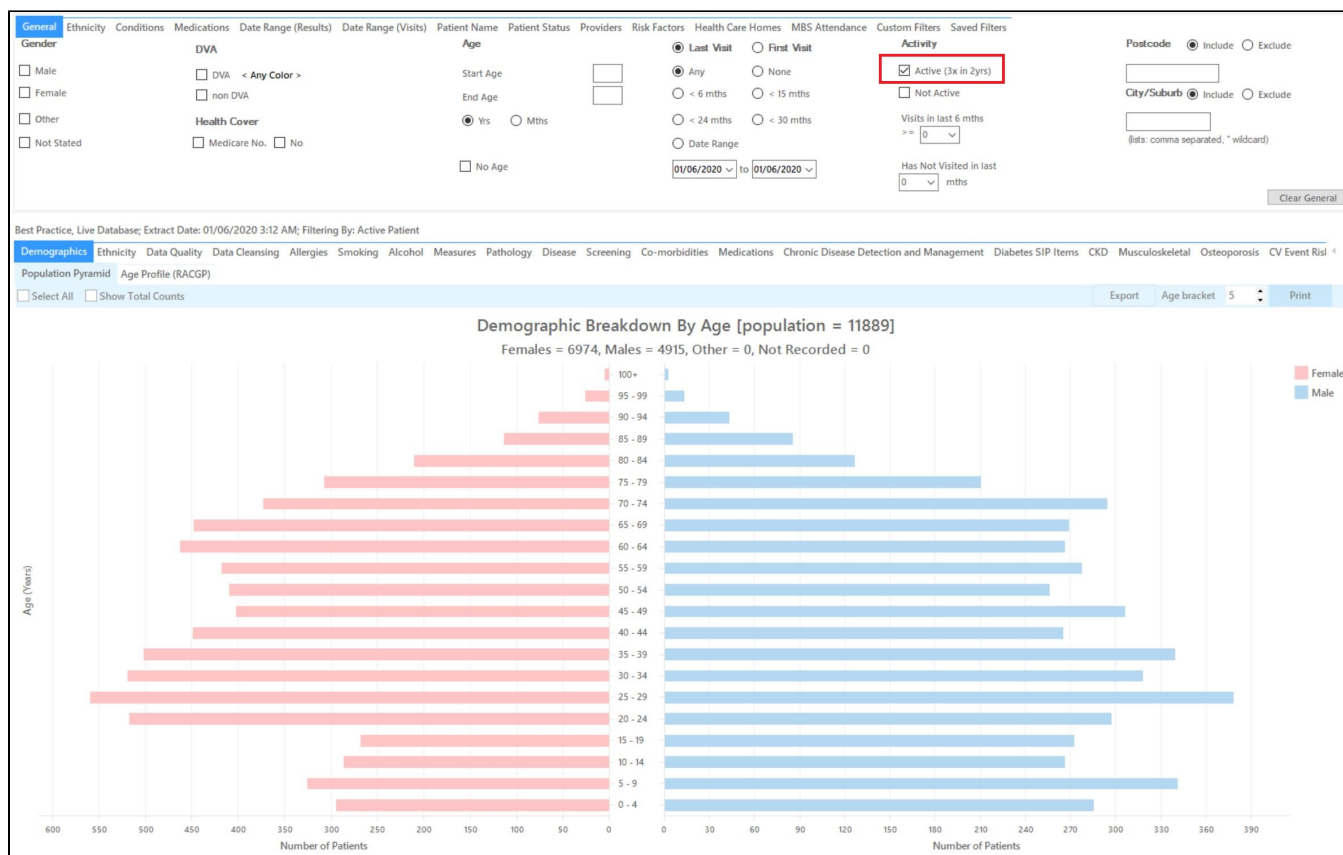 General Ethnicity Conditions Medications Date Range (Results) Date Range (Visits) Patient Name Patient Status Providers Risk Factors Health Care Homes MBS Attendance Custom Filters Saved Filters
Gender DVA Age Last Visit First Visit Activity Postcode Include Exclude
Male DVA < Any Color > Start Age Any None Active (3x in 2yrs)
Female non DVA End Age < 6 mths < 15 mths Not Active City/Suburb Include Exclude
Other Health Cover Yrs Mths < 24 mths < 30 mths Visits in last 6 mths
>= 0
Not Stated Medicare No. No Date Range (lists: comma separated, * wildcard)
No Age 01/06/2020 to 01/06/2020 Has Not Visited in last
0 mths
Clear General
Best Practice, Live Database; Extract Date: 01/06/2020 3:12 AM; Filtering By: Active Patient
Demographics Ethnicity Data Quality Data Cleansing Allergies Smoking Alcohol Measures Pathology Disease Screening Co-morbidities Medications Chronic Disease Detection and Management Diabetes SIP Items CKD Musculoskeletal Osteoporosis CV Event Risl
Population Pyramid Age Profile (RACGP)
Select All Show Total Counts Export Age bracket 5 Print
Demographic Breakdown By Age [population = 11889]
Females = 6974, Males = 4915, Other = 0, Not Recorded = 0
100+ Female
95 - 99 Male
90 - 94
85 - 89
80 - 84
75 - 79
70 - 74
65 - 69
60 - 64
55 - 59
50 - 54
45 - 49
40 - 44
35 - 39
30 - 34
25 - 29
20 - 24
15 - 19
10 - 14
5 - 9
0 - 4
Age (Years)
600 550 500 450 400 350 300 250 200 150 100 50 0 0 30 60 90 120 150 180 210 240 270 300 330 360 390
Number of Patients Number of Patients